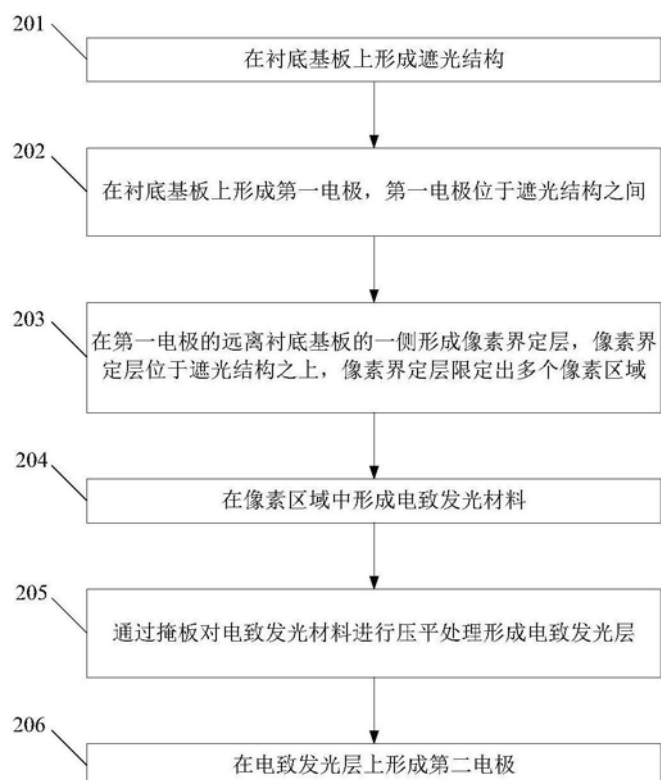 201
在衬底基板上形成遮光结构
202
在衬底基板上形成第一电极，第一电极位于遮光结构之间
203
在第一电极的远离衬底基板的一侧形成像素界定层，像素界
定层位于遮光结构之上，像素界定层限定出多个像素区域
204
在像素区域中形成电致发光材料
205
通过掩板对电致发光材料进行压平处理形成电致发光层
206
在电致发光层上形成第二电极